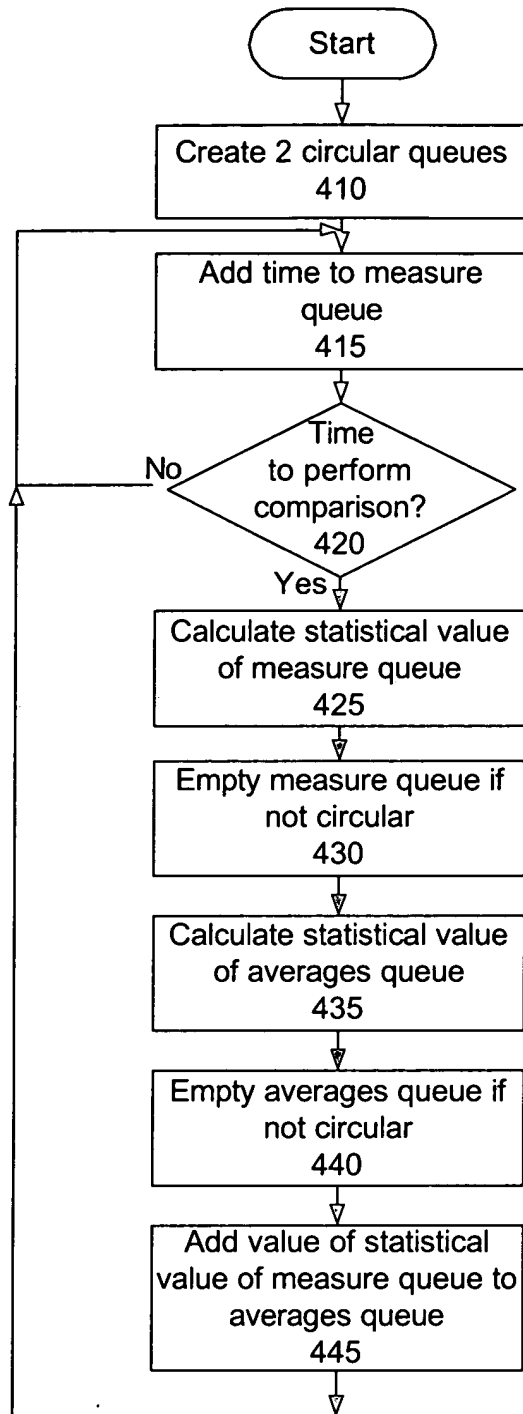 Start
Create 2 circular queues
410
Add time to measure
queue
415
Time
to perform
comparison?
420
No
Yes
Calculate statistical value
of measure queue
425
Empty measure queue if
not circular
430
Calculate statistical value
of averages queue
435
Empty averages queue if
not circular
440
Add value of statistical
value of measure queue to
averages queue
445